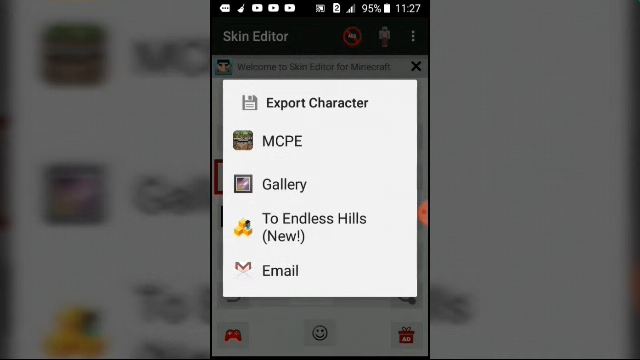 95% 11:27
Skin Editor
Welcome to Skin Editor for Minecraft
Export Character
MCPE
Gallery
To Endless Hills
(New!)
Email
AD